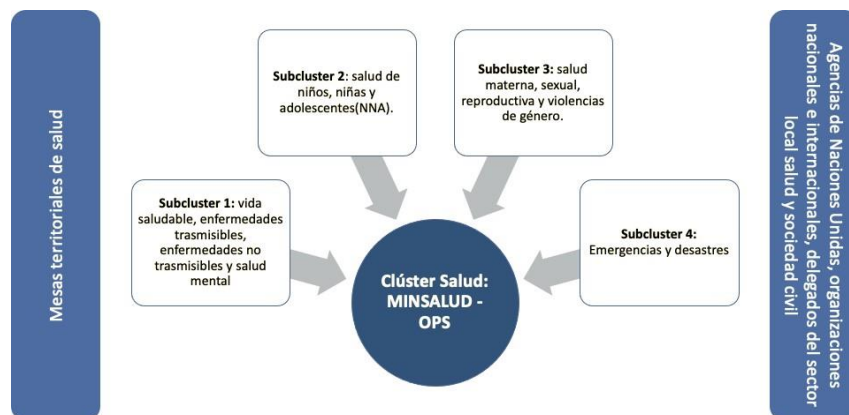 Mesas territoriales de salud
Subcluster 1: vida
saludable, enfermedades
trasmisibles,
enfermedades no
trasmisibles y salud
mental
Subcluster 2: salud de
niños, niñas y
adolescentes(NNA).
Subcluster 3: salud
materna, sexual,
reproductiva y violencias
de género.
Subcluster 4:
Emergencias y desastres
Clúster Salud:
MINSALUD -
OPS
Agencias de Naciones Unidas, organizaciones
nacionales e internacionales, delegados del sector
local salud y sociedad civil